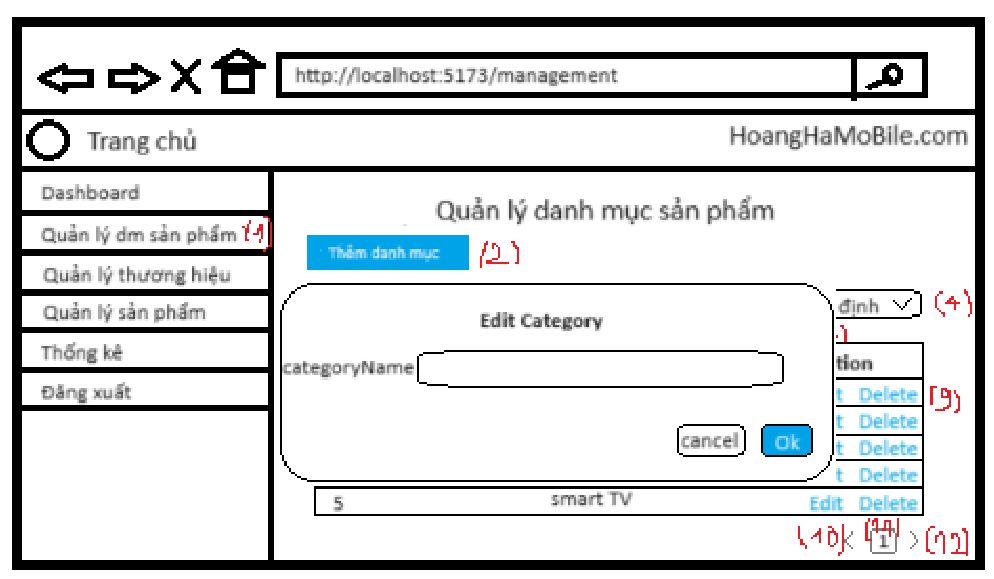 http://localhost:5173/management
Trang chủ
HoangHaMoBile.com
Dashboard
Quản lý dm sản phẩm (1)
Quản lý thương hiệu
Quản lý sản phẩm
Thống kê
Đăng xuất
Quản lý danh mục sản phẩm
Thêm danh mục
định (4)
Edit Category
categoryName
cancel Ok
tion
t Delete (9)
t Delete
t Delete
t Delete
5 smart TV Edit Delete
(10) < 1 > (12)